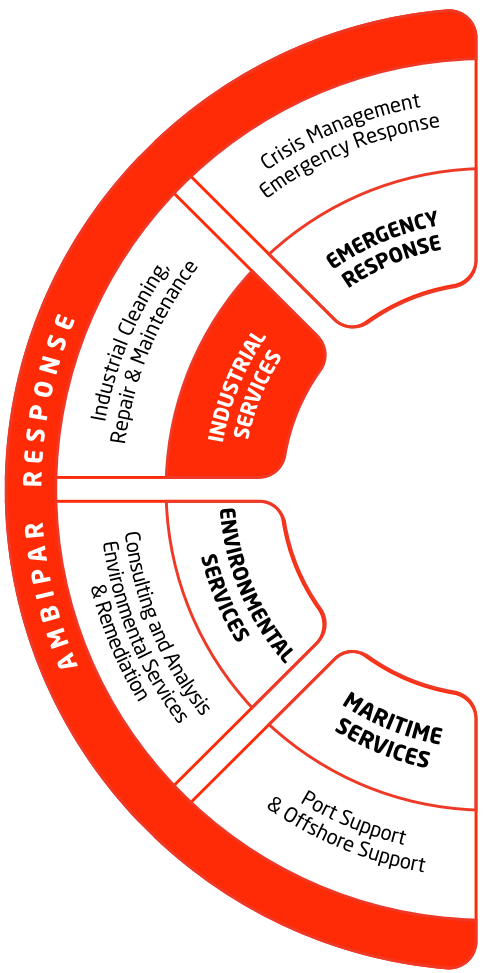 AMBIPAR RESPONSE
Crisis Management
Emergency Response
EMERGENCY
RESPONSE
Industrial Cleaning,
Repair & Maintenance
INDUSTRIAL
SERVICES
ENVIRONMENTAL
SERVICES
Consulting and Analysis
Environmental Services
& Remediation
MARITIME
SERVICES
Port Support
& Offshore Support